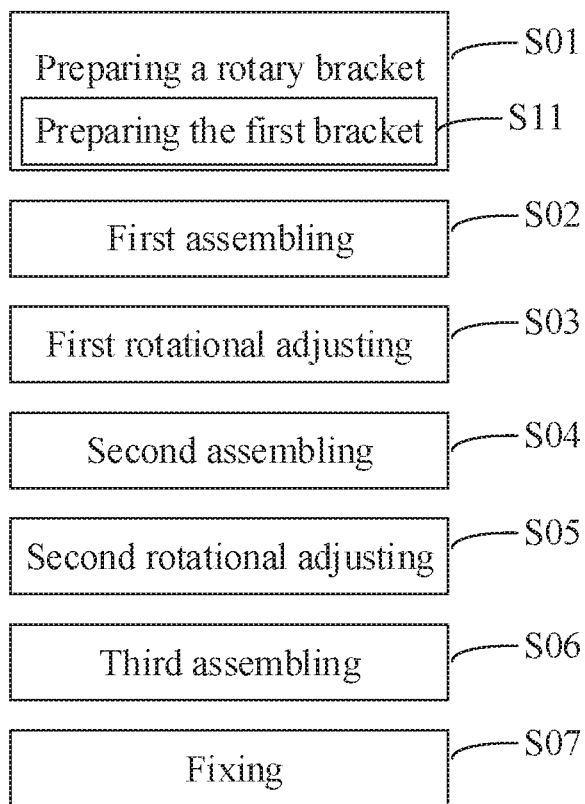 Preparing a rotary bracket S01
Preparing the first bracket S11
First assembling S02
First rotational adjusting S03
Second assembling S04
Second rotational adjusting S05
Third assembling S06
Fixing S07